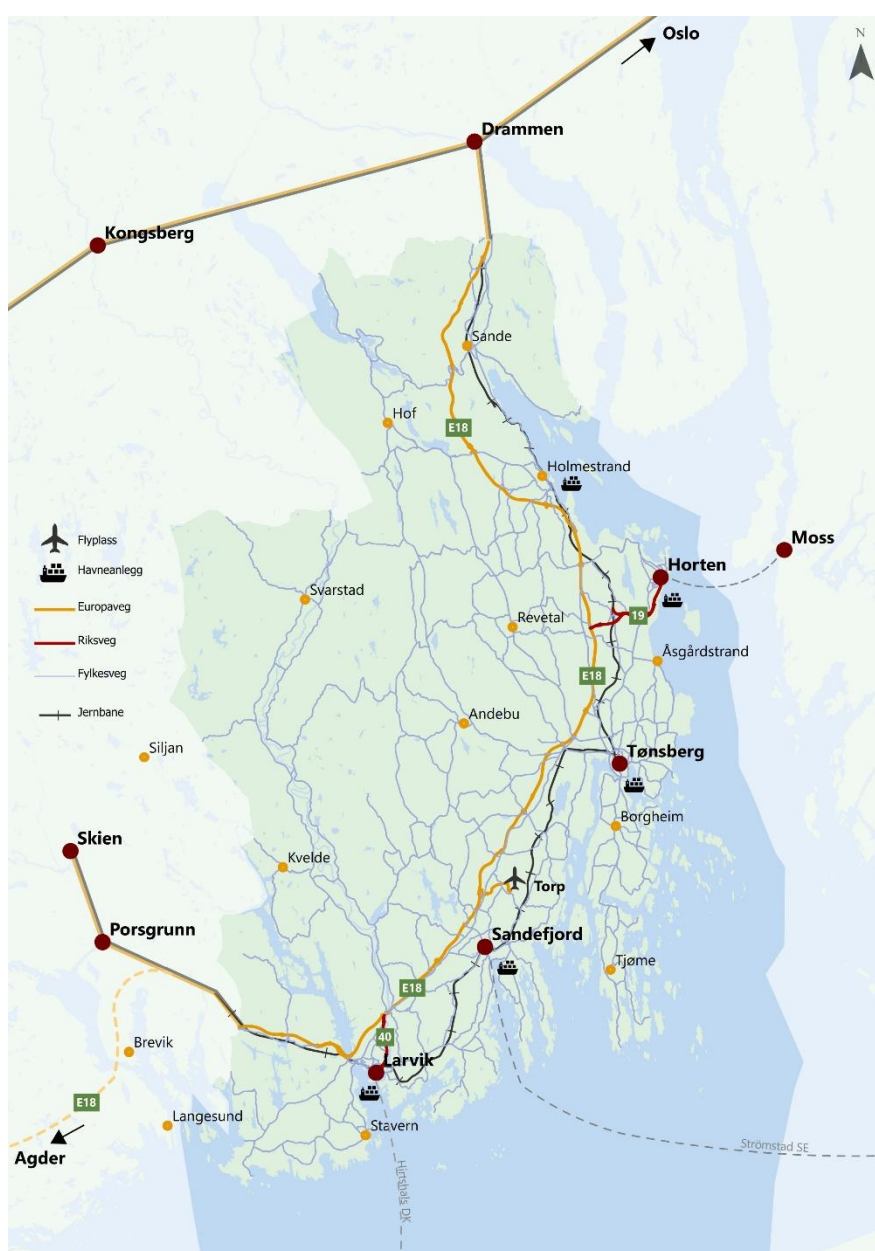 N
Oslo
Drammen
Kongsberg
Sande
Hof
E18
Holmestrand
Moss
Flyplass
Havneanlegg
Europaveg
Riksveg
Fylkesveg
Jernbane
Horten
Svarstad
Revetal
19
Åsgårdstrand
E18
Andebu
Siljan
Tønsberg
Borgheim
Skien
Kvelde
Torp
Porsgrunn
Sandefjord
Tjøme
E18
Brevik
40
Larvik
E18
Langesund
Stavern
Agder
Strömstad SE
Hirtshals DK